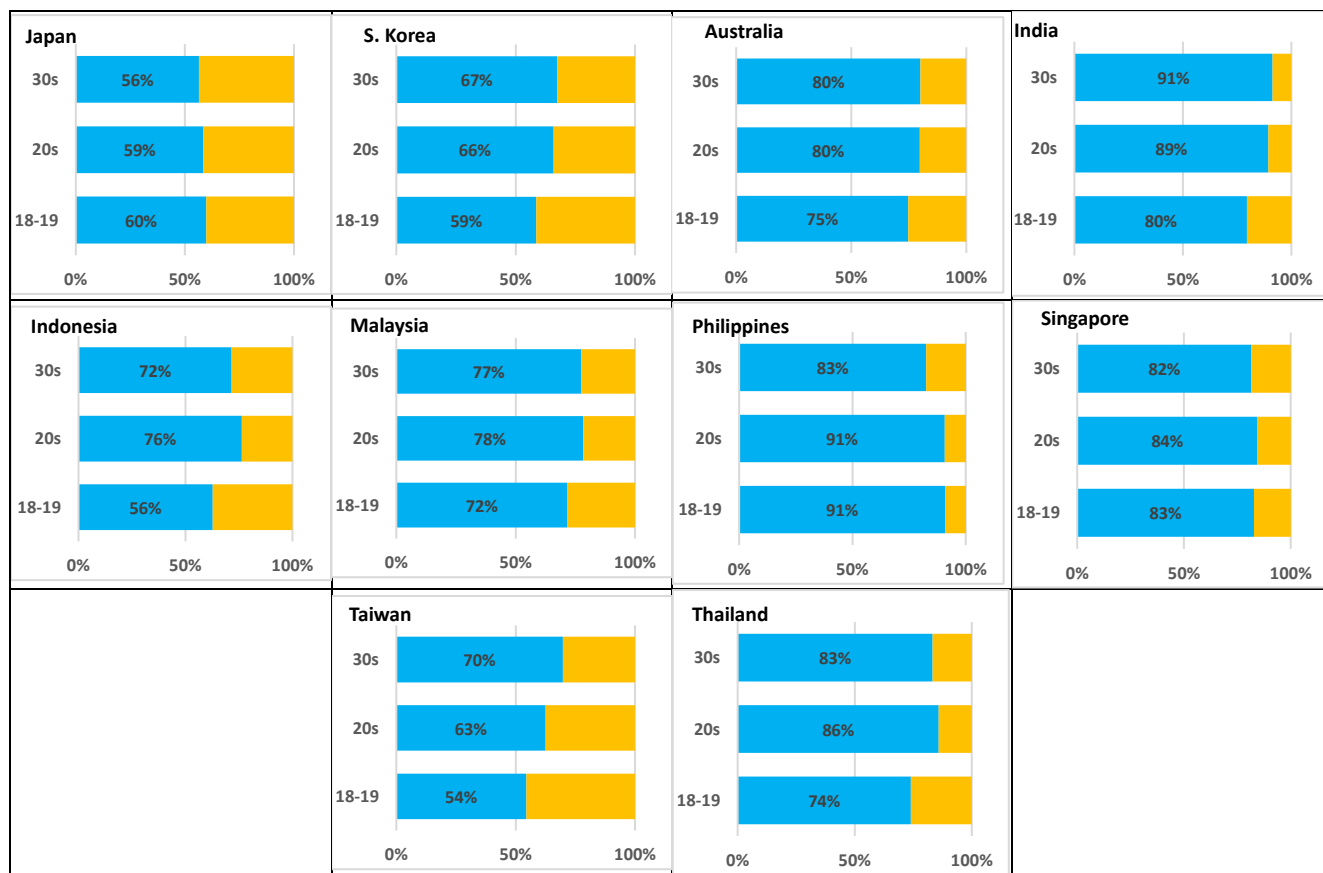 Japan
30s
56%
20s
59%
18-19
60%
0% 50% 100%
S. Korea
30s
67%
20s
66%
18-19
59%
0% 50% 100%
Australia
30s
80%
20s
80%
18-19
75%
0% 50% 100%
India
30s
91%
20s
89%
18-19
80%
0% 50% 100%
Indonesia
30s
72%
20s
76%
18-19
56%
0% 50% 100%
Malaysia
30s
77%
20s
78%
18-19
72%
0% 50% 100%
Philippines
30s
83%
20s
91%
18-19
91%
0% 50% 100%
Singapore
30s
82%
20s
84%
18-19
83%
0% 50% 100%
Taiwan
30s
70%
20s
63%
18-19
54%
0% 50% 100%
Thailand
30s
83%
20s
86%
18-19
74%
0% 50% 100%